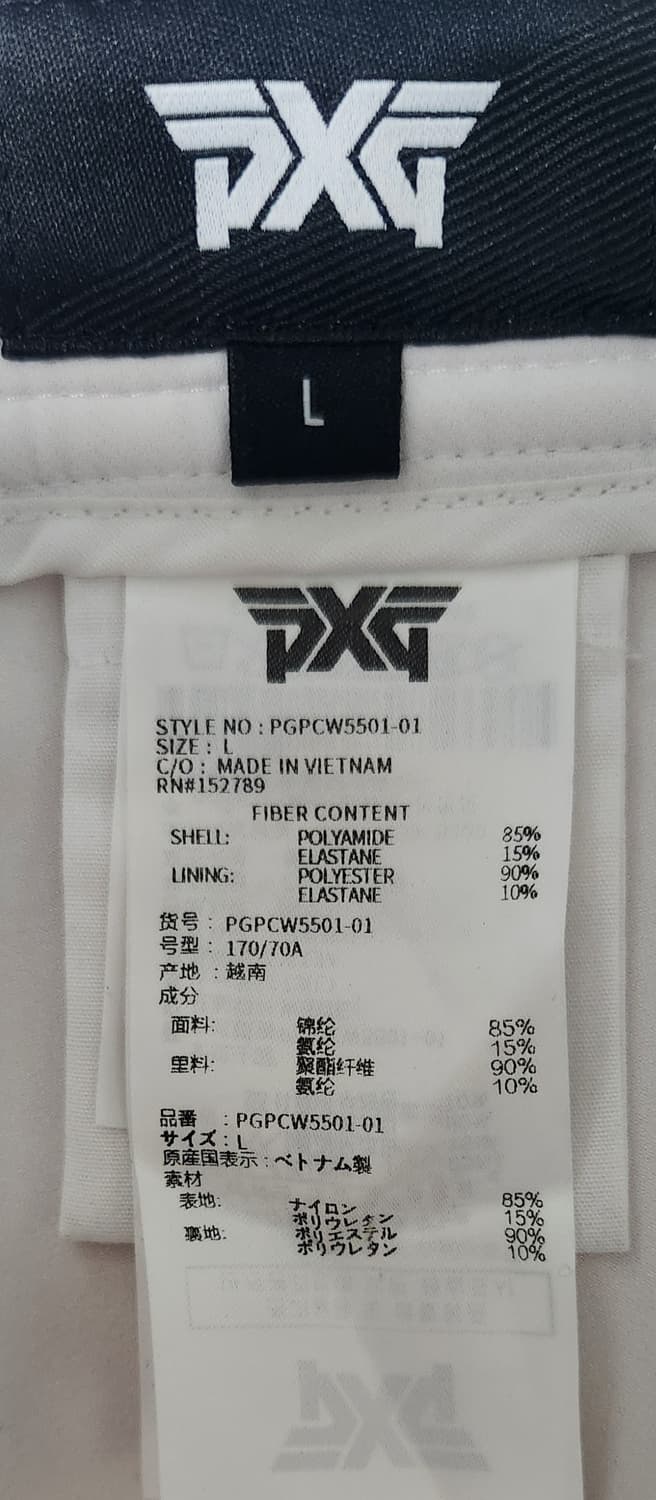 PXG
L
PXG
STYLE NO : PGPCW5501-01
SIZE : L
C/O : MADE IN VIETNAM
RN#152789
FIBER CONTENT
SHELL: POLYAMIDE 85%
ELASTANE 15%
LINING: POLYESTER 90%
ELASTANE 10%
货号 : PGPCW5501-01
号型 : 170/70A
产地 : 越南
成分
面料: 锦纶 85%
氨纶 15%
里料: 聚酯纤维 90%
氨纶 10%
品番 : PGPCW5501-01
サイズ : L
原産国表示 : ベトナム製
素材
表地: ナイロン 85%
ポリウレタン 15%
裏地: ポリエステル 90%
ポリウレタン 10%
PXG